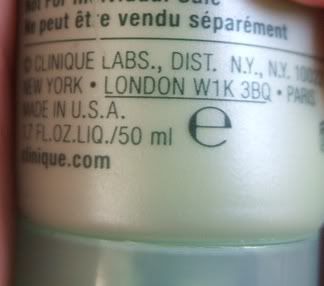 Ne peut êt e vendu séparément
© CLINIQUE LABS., DIST. N.Y., N.Y. 10022
NEW YORK • LONDON W1K 3BQ • PARIS
MADE IN U.S.A.
1.7 FL.OZ.LIQ./50 ml ℮
clinique.com